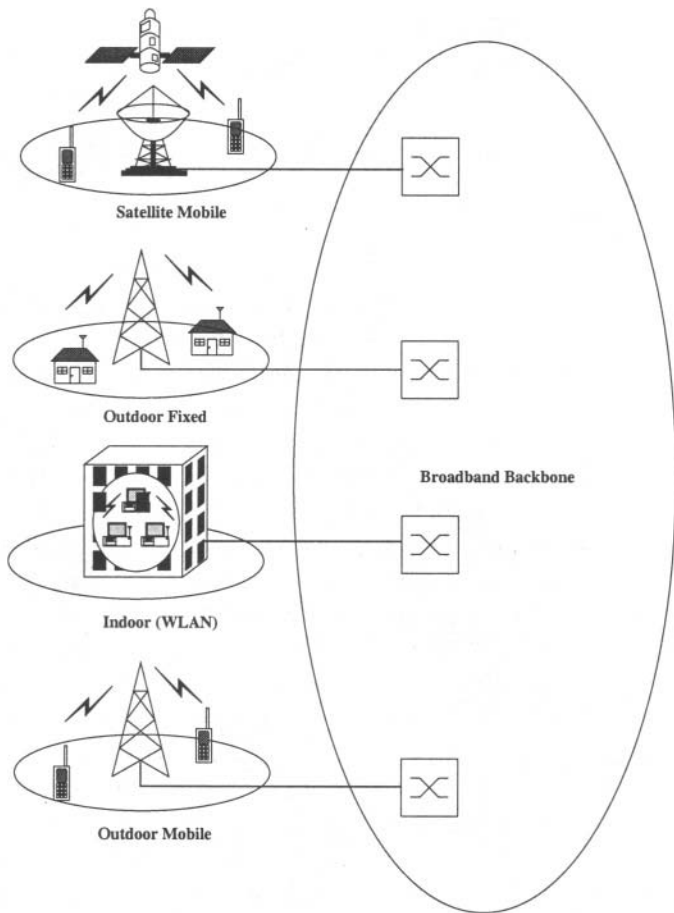 Satellite Mobile
Outdoor Fixed
Broadband Backbone
Indoor (WLAN)
Outdoor Mobile